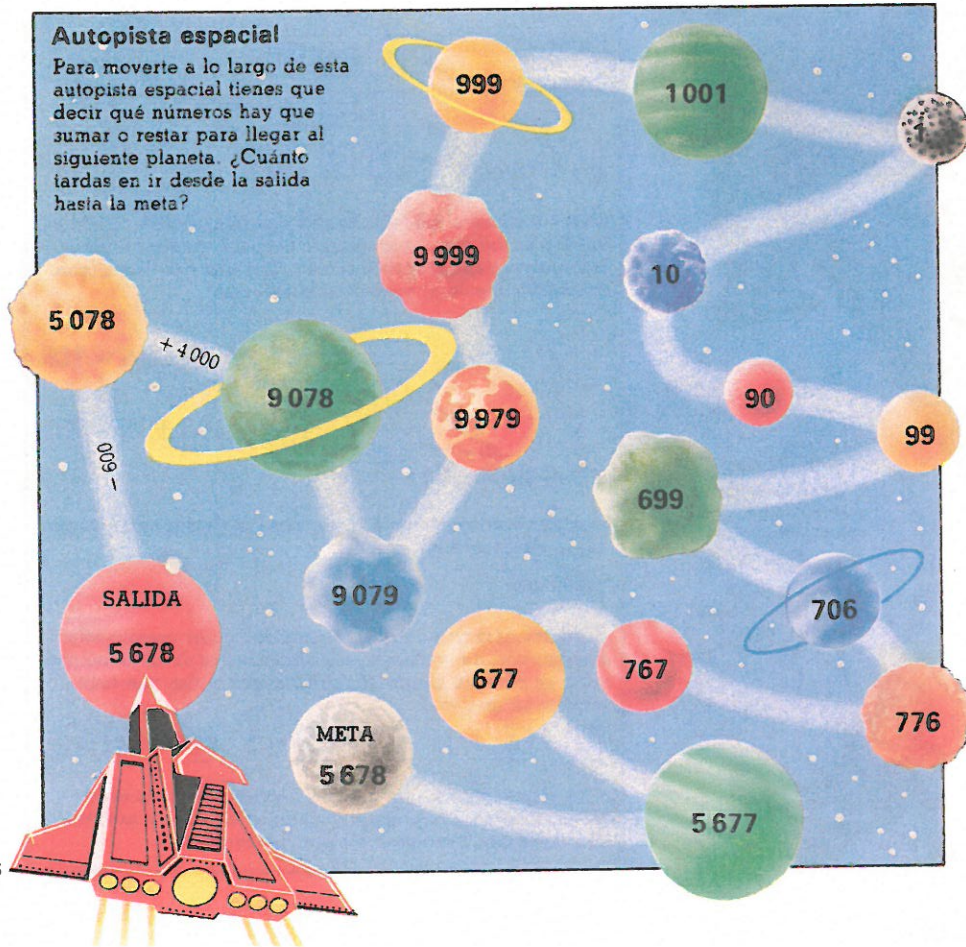 Autopista espacial
Para moverte a lo largo de esta
autopista espacial tienes que
decir qué números hay que
sumar o restar para llegar al
siguiente planeta. ¿Cuánto
tardas en ir desde la salida
hasta la meta?
999
1 001
9 999
10
5 078
+ 4 000
9 078
9 979
90
99
− 600
699
SALIDA
5 678
9 079
706
677
767
776
META
5 678
5 677